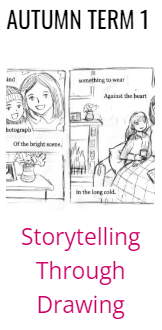 AUTUMN TERM 1
and
something to wear
Against the heart
photograph
Of the bright scene.
in the long cold.
Storytelling
Through
Drawing